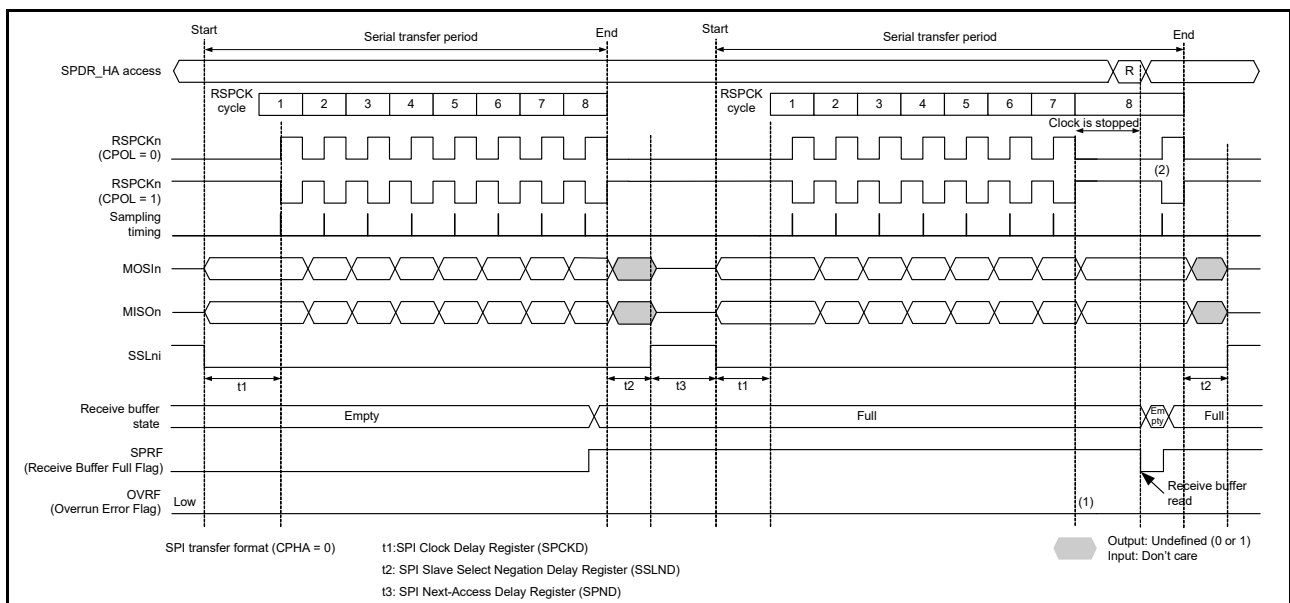 Start End Start End
Serial transfer period Serial transfer period
SPDR_HA access R
RSPCK cycle 1 2 3 4 5 6 7 8 RSPCK cycle 1 2 3 4 5 6 7 8
Clock is stopped
RSPCKn
(CPOL = 0)
(2)
RSPCKn
(CPOL = 1)
Sampling
timing
MOSIn
MISOn
SSLni
t1 t2 t3 t1 t2
Receive buffer
state
Empty Full Em
pty Full
SPRF
(Receive Buffer Full Flag)
Receive buffer
read
OVRF
(Overrun Error Flag)
Low (1)
SPI transfer format (CPHA = 0)
t1:SPI Clock Delay Register (SPCKD)
t2: SPI Slave Select Negation Delay Register (SSLND)
t3: SPI Next-Access Delay Register (SPND)
Output: Undefined (0 or 1)
Input: Don't care